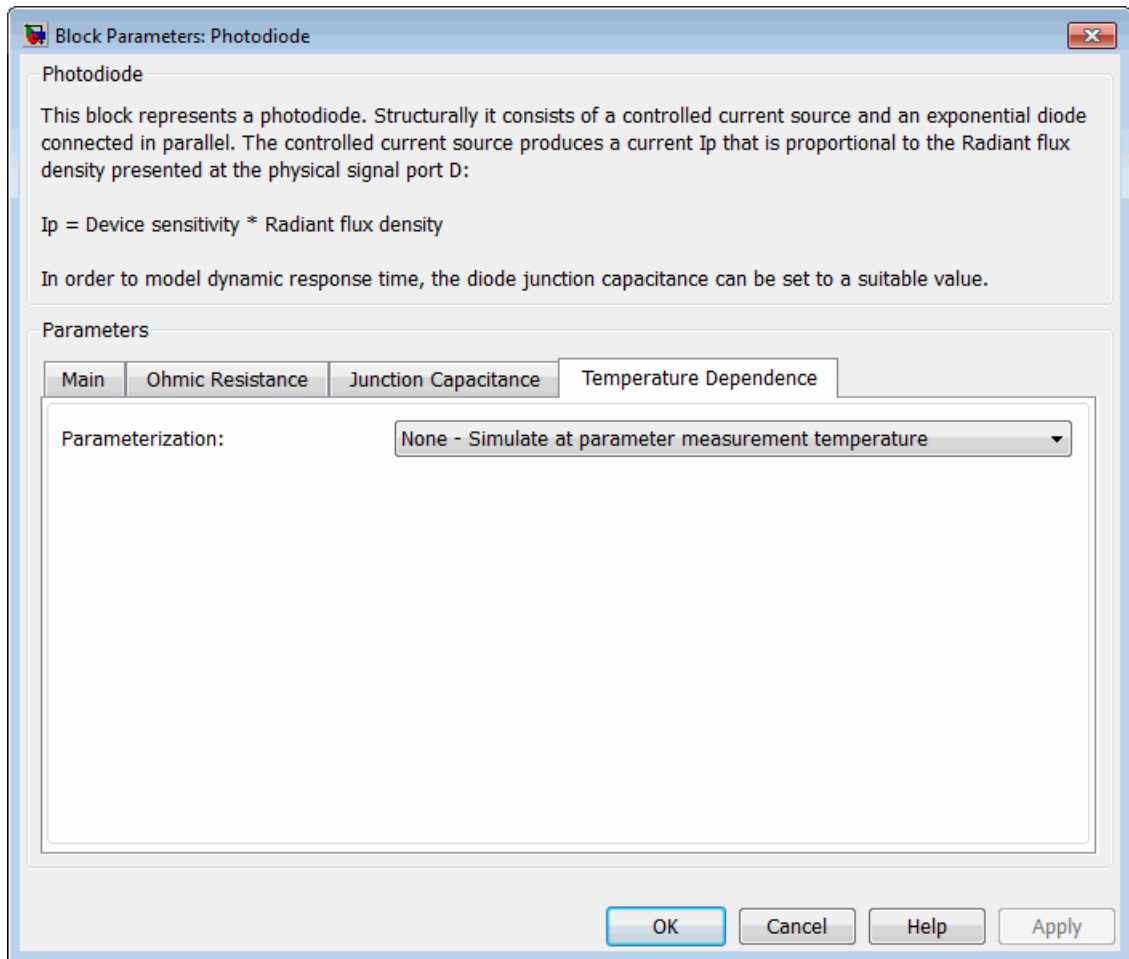 Block Parameters: Photodiode
Photodiode
This block represents a photodiode. Structurally it consists of a controlled current source and an exponential diode
connected in parallel. The controlled current source produces a current Ip that is proportional to the Radiant flux
density presented at the physical signal port D:
Ip = Device sensitivity * Radiant flux density
In order to model dynamic response time, the diode junction capacitance can be set to a suitable value.
Parameters
Main Ohmic Resistance Junction Capacitance Temperature Dependence
Parameterization: None - Simulate at parameter measurement temperature
OK Cancel Help Apply